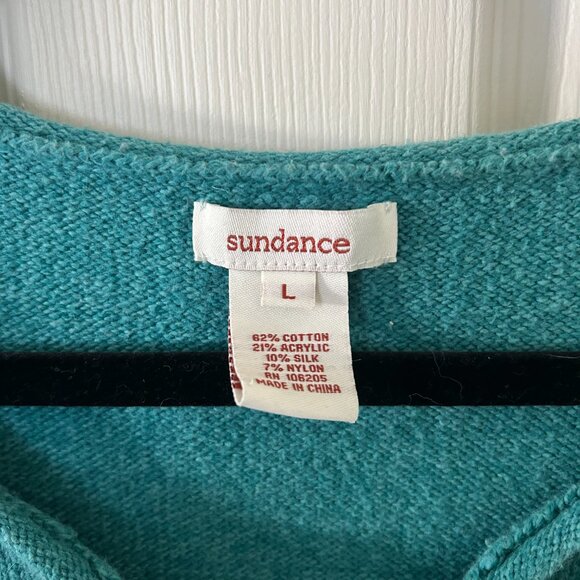 sundance
L
62% COTTON
21% ACRYLIC
10% SILK
7% NYLON
RN 106205
MADE IN CHINA